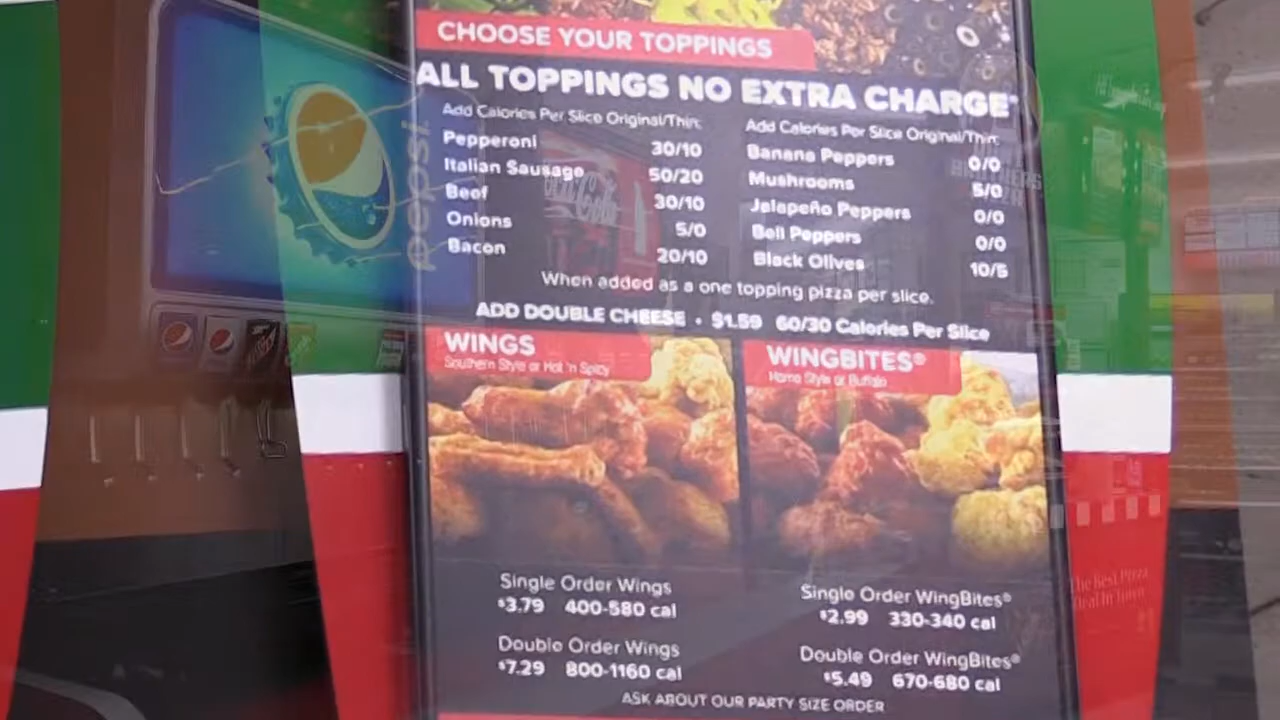 CHOOSE YOUR TOPPINGS
ALL TOPPINGS NO EXTRA CHARGE*
Add Calories Per Slice Original/Thin:
Pepperoni 30/10
Italian Sausage 50/20
Beef 30/10
Onions 5/0
Bacon 20/10
Add Calories Per Slice Original/Thin:
Banana Peppers 0/0
Mushrooms 5/0
Jalapeño Peppers 0/0
Bell Peppers 0/0
Black Olives 10/5
When added as a one topping pizza per slice.
ADD DOUBLE CHEESE • $1.59 60/30 Calories Per Slice
WINGS
Southern Style or Hot 'n Spicy
WINGBITES®
Home Style or Buffalo
Single Order Wings
$3.79 400-580 cal
Double Order Wings
$7.29 800-1160 cal
Single Order WingBites®
$2.99 330-340 cal
Double Order WingBites®
$5.49 670-680 cal
ASK ABOUT OUR PARTY SIZE ORDER
pepsi
The Best Pizza
Deal In Town